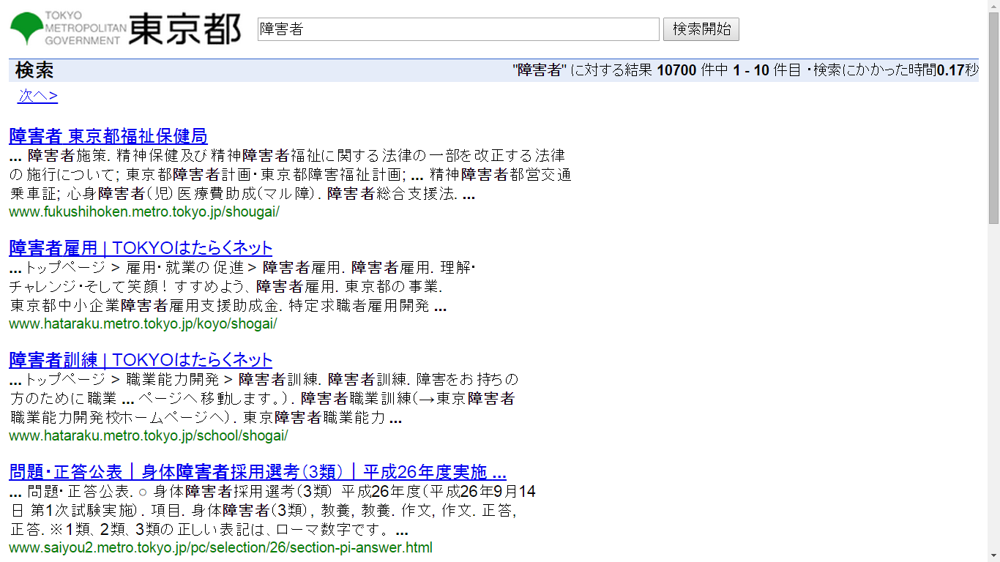 TOKYO
METROPOLITAN
GOVERNMENT 東京都
障害者 検索開始
検索 "障害者" に対する結果 10700 件中 1 - 10 件目 ・検索にかかった時間0.17秒
次へ>
障害者 東京都福祉保健局
... 障害者施策. 精神保健及び精神障害者福祉に関する法律の一部を改正する法律
の施行について; 東京都障害者計画・東京都障害福祉計画; ... 精神障害者都営交通
乗車証; 心身障害者(児)医療費助成(マル障). 障害者総合支援法. ...
www.fukushihoken.metro.tokyo.jp/shougai/
障害者雇用 | TOKYOはたらくネット
... トップページ > 雇用・就業の促進 > 障害者雇用. 障害者雇用. 理解・
チャレンジ・そして笑顔! すすめよう、障害者雇用. 東京都の事業.
東京都中小企業障害者雇用支援助成金. 特定求職者雇用開発 ...
www.hataraku.metro.tokyo.jp/koyo/shogai/
障害者訓練 | TOKYOはたらくネット
... トップページ > 職業能力開発 > 障害者訓練. 障害者訓練. 障害をお持ちの
方のために職業 ... ページへ移動します。). 障害者職業訓練(→東京障害者
職業能力開発校ホームページへ). 東京障害者職業能力 ...
www.hataraku.metro.tokyo.jp/school/shogai/
問題・正答公表|身体障害者採用選考(3類)|平成26年度実施 ...
... 問題・正答公表. ○ 身体障害者採用選考(3類) 平成26年度(平成26年9月14
日 第1次試験実施) . 項目. 身体障害者(3類), 教養, 教養. 作文, 作文. 正答,
正答. ※1類、2類、3類の正しい表記は、ローマ数字です。 ...
www.saiyou2.metro.tokyo.jp/pc/selection/26/section-pi-answer.html